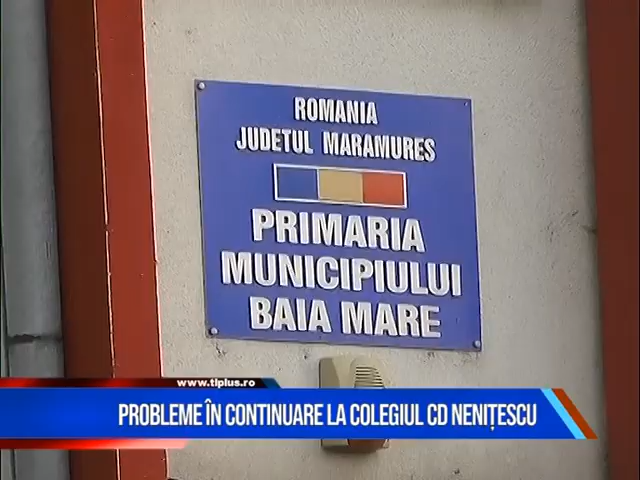 ROMANIA
JUDETUL MARAMURES
PRIMARIA
MUNICIPIULUI
BAIA MARE
www.tlplus.ro
PROBLEME ÎN CONTINUARE LA COLEGIUL CD NENIȚESCU